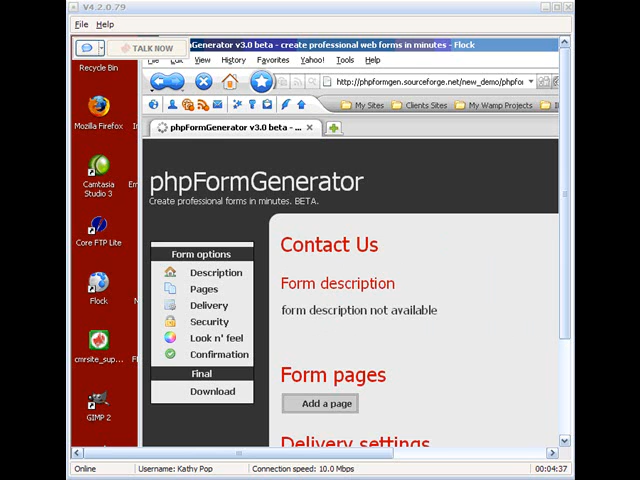 V4.2.0.79
File Help
TALK NOW
Generator v3.0 beta - create professional web forms in minutes - Flock
Recycle Bin
View History Favorites Yahoo! Tools Help
http://phpformgen.sourceforge.net/new_demo/phpfo
My Sites Clients Sites My Wamp Projects
phpFormGenerator v3.0 beta - ...
Mozilla Firefox
phpFormGenerator
Create professional forms in minutes. BETA.
Camtasia Studio 3
Core FTP Lite
Flock
cmrsite_sup...
GIMP 2
Form options
Description
Pages
Delivery
Security
Look n' feel
Confirmation
Final
Download
Contact Us
Form description
form description not available
Form pages
Add a page
Delivery settings
Online Username: Kathy Pop Connection speed: 10.0 Mbps 00:04:37